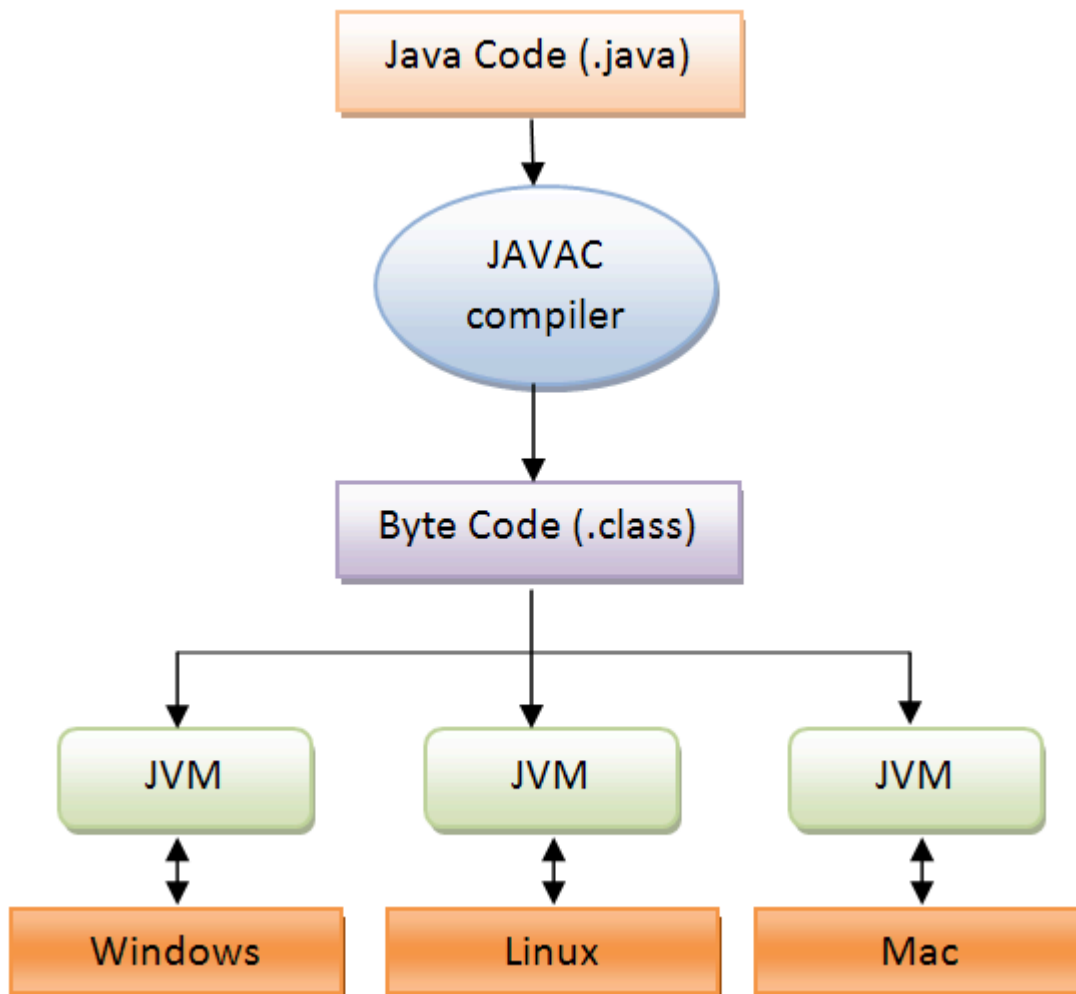 Java Code (.java)
JAVAC
compiler
Byte Code (.class)
JVM
JVM
JVM
Windows
Linux
Mac